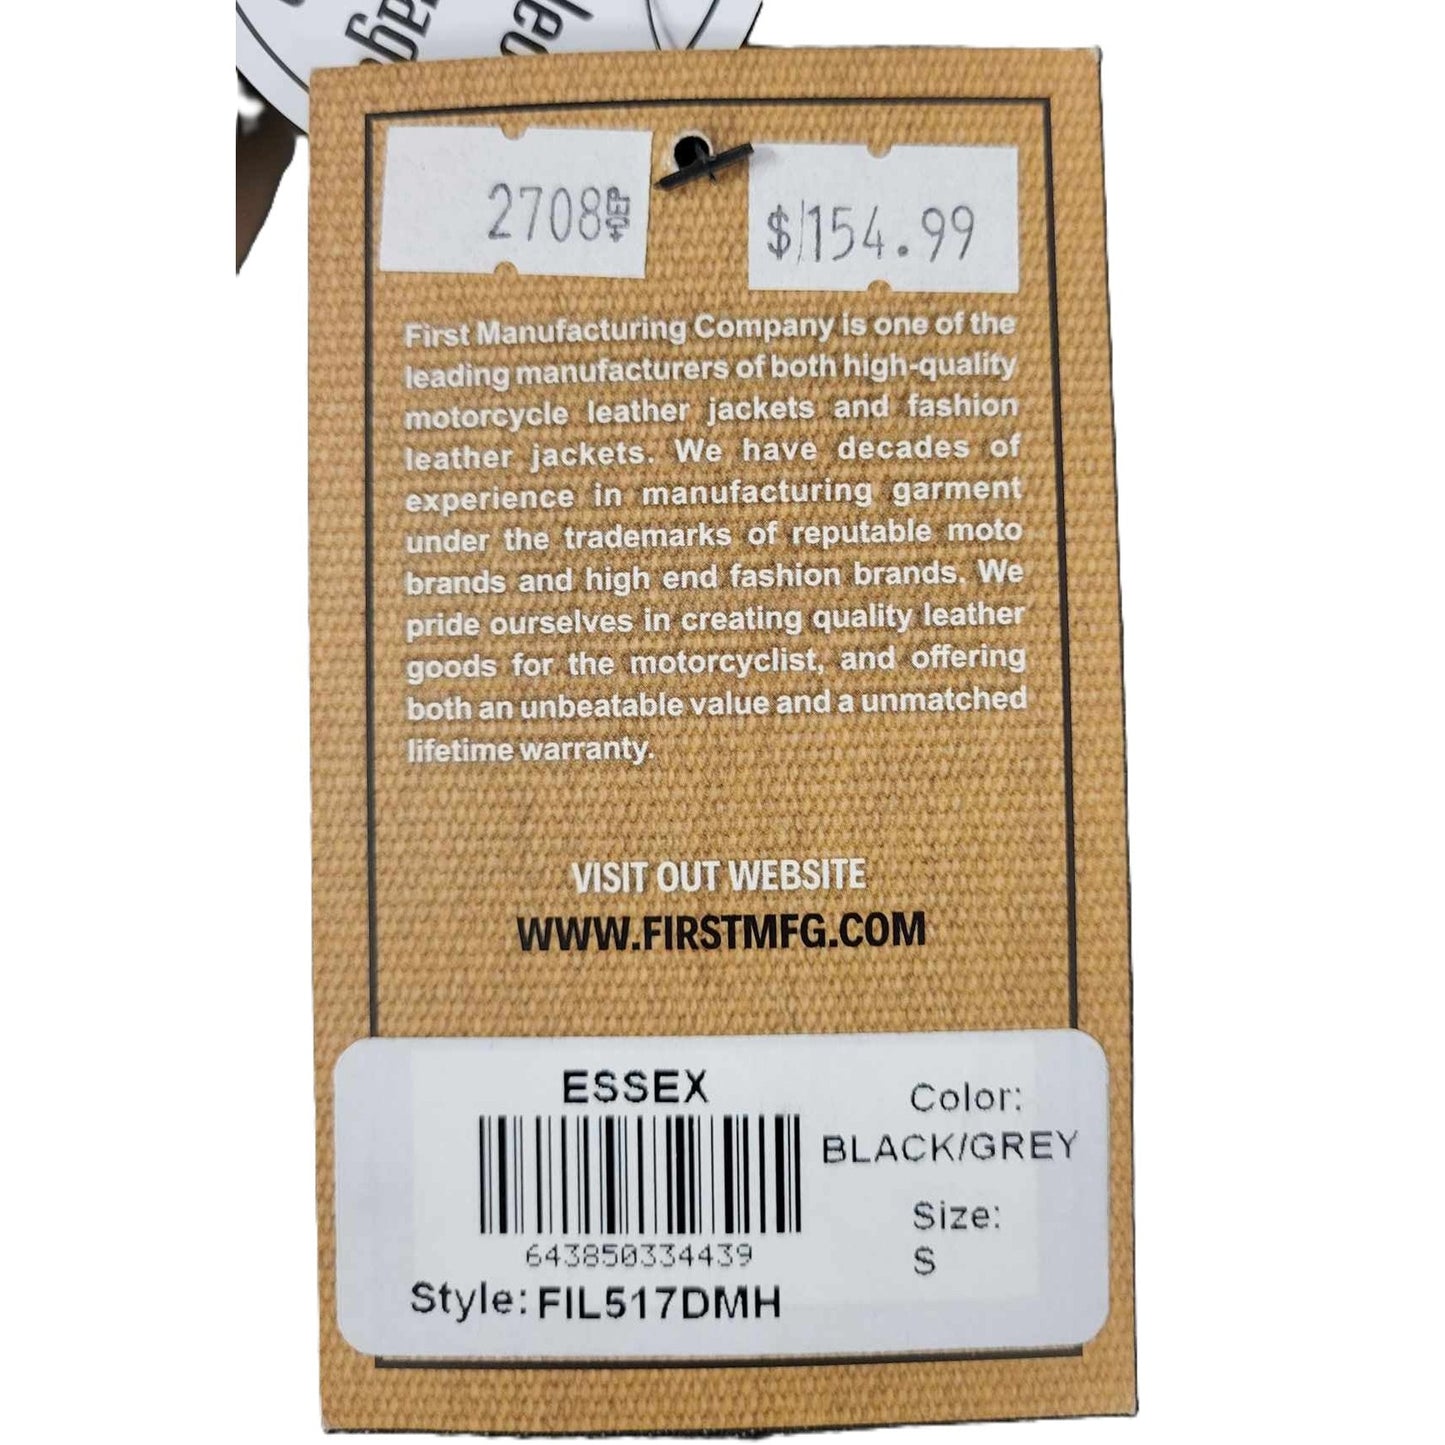 2708 +DEP
$/154.99
First Manufacturing Company is one of the
leading manufacturers of both high-quality
motorcycle leather jackets and fashion
leather jackets. We have decades of
experience in manufacturing garment
under the trademarks of reputable moto
brands and high end fashion brands. We
pride ourselves in creating quality leather
goods for the motorcyclist, and offering
both an unbeatable value and a unmatched
lifetime warranty.
VISIT OUT WEBSITE
WWW.FIRSTMFG.COM
ESSEX
643850334439
Style: FIL517DMH
Color:
BLACK/GREY
Size:
S